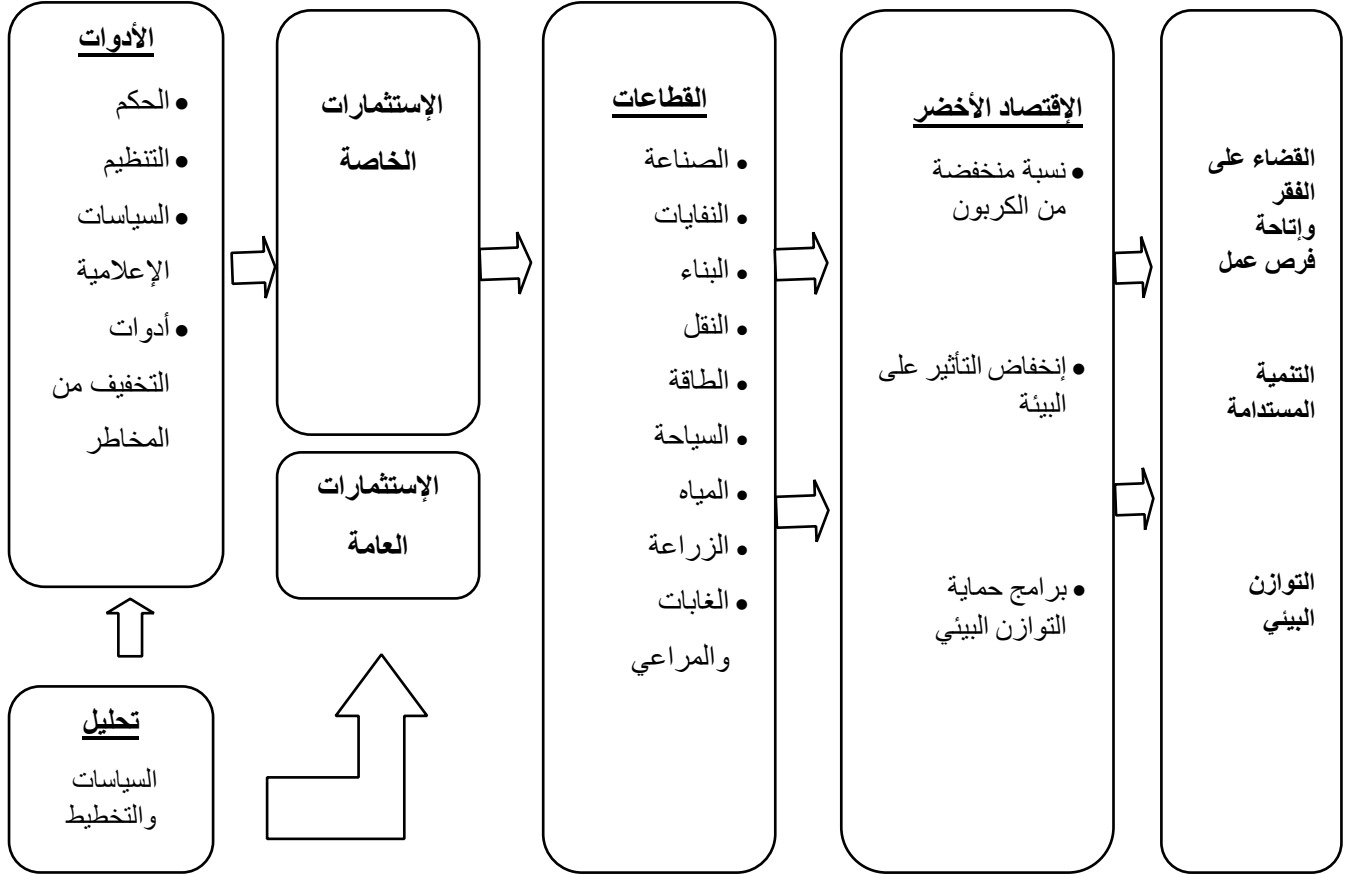 الأدوات
• الحكم
• التنظيم
• السياسات
الإعلامية
• أدوات
التخفيف من
المخاطر
تحليل
السياسات
والتخطيط
الإستثمارات
الخاصة
الإستثمارات
العامة
القطاعات
• الصناعة
• النفايات
• البناء
• النقل
• الطاقة
• السياحة
• المياه
• الزراعة
• الغابات
والمراعي
الإقتصاد الأخضر
• نسبة منخفضة
من الكربون
• إنخفاض التأثير على
البيئة
• برامج حماية
التوازن البيئي
القضاء على
الفقر
وإتاحة
فرص عمل
التنمية
المستدامة
التوازن
البيئي